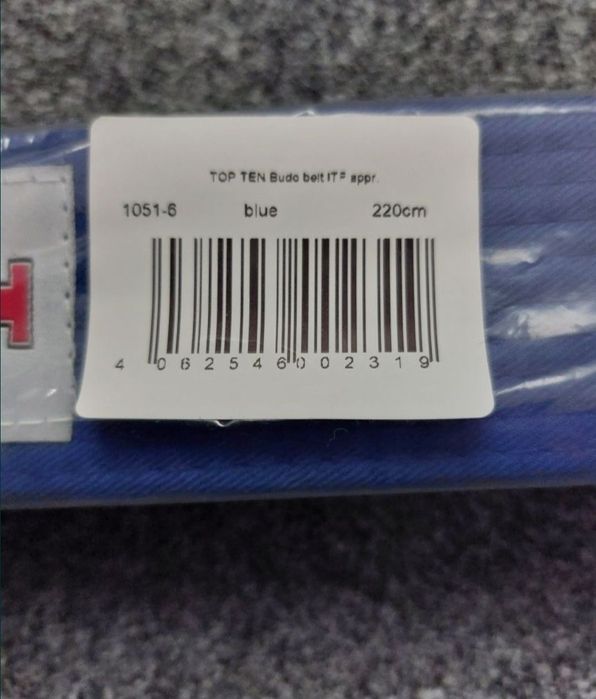 TOP TEN Budo belt ITF appr.
1051-6 blue 220cm
4 062546 002319